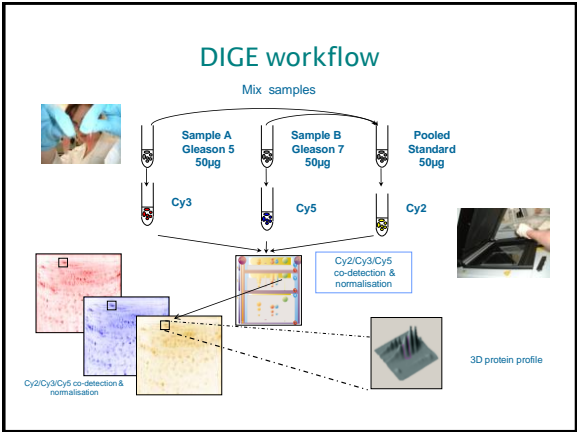 DIGE workflow
Mix samples
Sample A
Gleason 5
50µg
Sample B
Gleason 7
50µg
Pooled
Standard
50µg
Cy3
Cy5
Cy2
Cy2/Cy3/Cy5
co-detection &
normalisation
3D protein profile
Cy2/Cy3/Cy5 co-detection &
normalisation